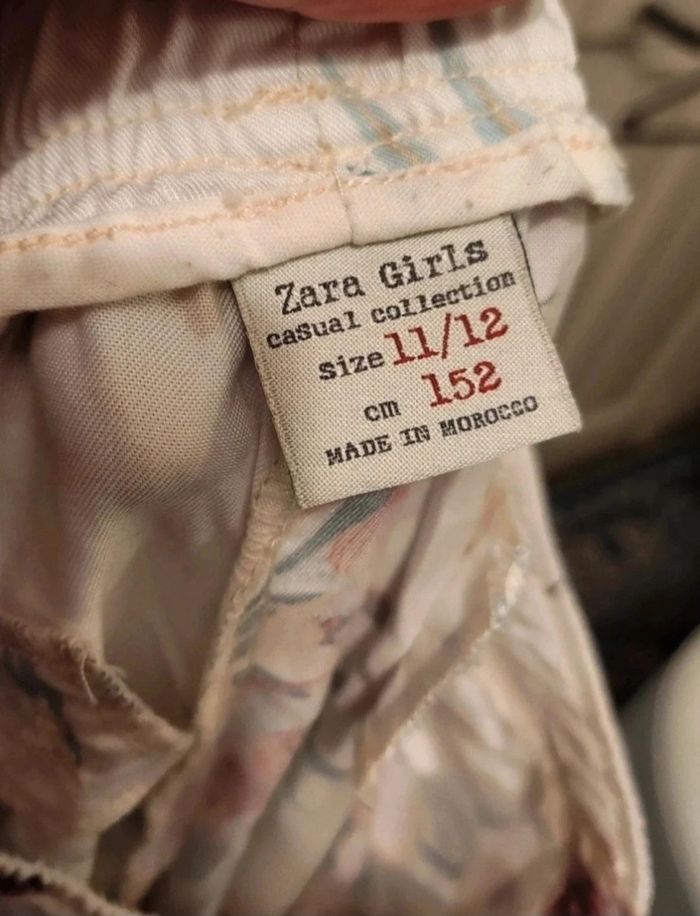 Zara Girls
casual collection
size 11/12
cm 152
MADE IN MOROCCO